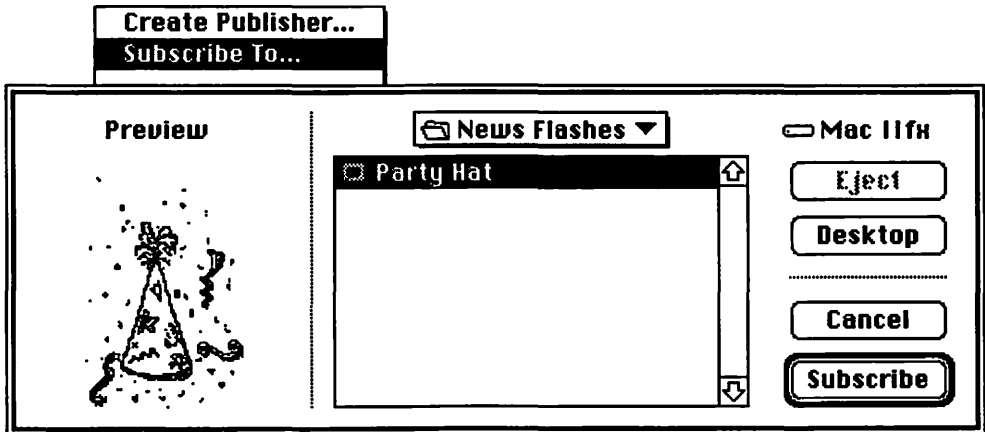 Create Publisher...
Subscribe To...
Preview
News Flashes
Mac IIfx
Party Hat
Eject
Desktop
Cancel
Subscribe